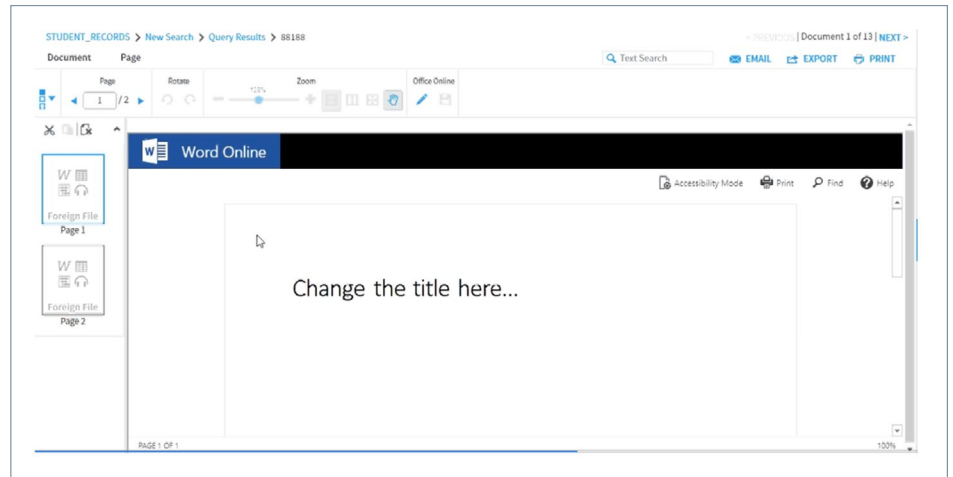 STUDENT_RECORDS > New Search > Query Results > 88188
< PREVIOUS | Document 1 of 13 | NEXT >
Document Page
Text Search EMAIL EXPORT PRINT
Page Rotate Zoom Office Online
1 /2
W Word Online
Accessibility Mode Print Find Help
W
Foreign File
Page 1
Change the title here...
W
Foreign File
Page 2
PAGE 1 OF 1 100%